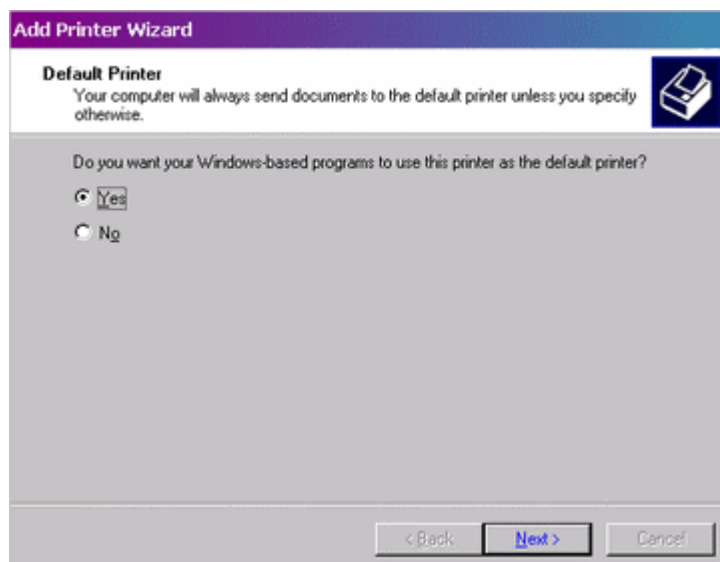 Add Printer Wizard
Default Printer
Your computer will always send documents to the default printer unless you specify
otherwise.
Do you want your Windows-based programs to use this printer as the default printer?
Yes
No
< Back Next > Cancel